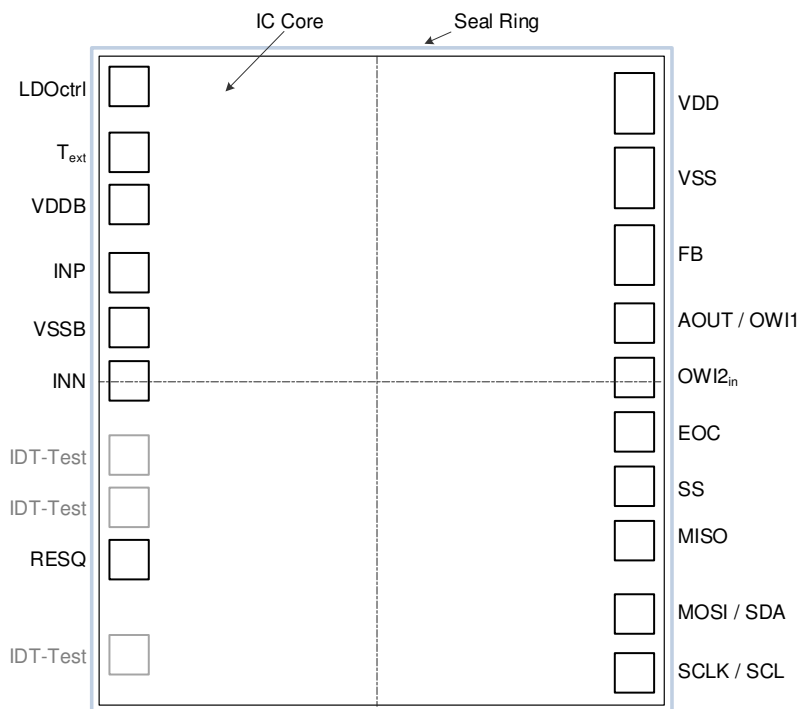 IC Core
Seal Ring
LDOctrl
Text
VDDB
INP
VSSB
INN
IDT-Test
IDT-Test
RESQ
IDT-Test
VDD
VSS
FB
AOUT / OWI1
OWI2in
EOC
SS
MISO
MOSI / SDA
SCLK / SCL